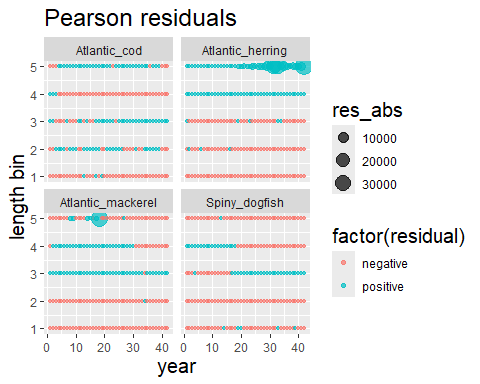 Pearson residuals
Atlantic_cod
Atlantic_herring
5
4
3
2
1
Atlantic_mackerel
Spiny_dogfish
5
4
3
2
1
0 10 20 30 40
0 10 20 30 40
length bin
year
res_abs
10000
20000
30000
factor(residual)
negative
positive